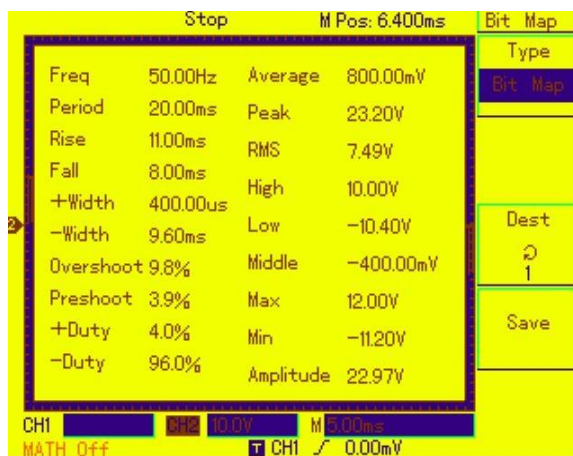 Stop M Pos: 6.400ms Bit Map
Type
Bit Map
Freq 50.00Hz Average 800.00mV
Period 20.00ms Peak 23.20V
Rise 11.00ms RMS 7.49V
Fall 8.00ms High 10.00V
+Width 400.00us Low -10.40V
-Width 9.60ms Middle -400.00mV
Overshoot 9.8% Max 12.00V
Preshoot 3.9% Min -11.20V
+Duty 4.0% Amplitude 22.97V
-Duty 96.0%
2
Dest
1
Save
CH1 CH2 10.0V M 5.00ms
MATH Off T CH1 0.00mV